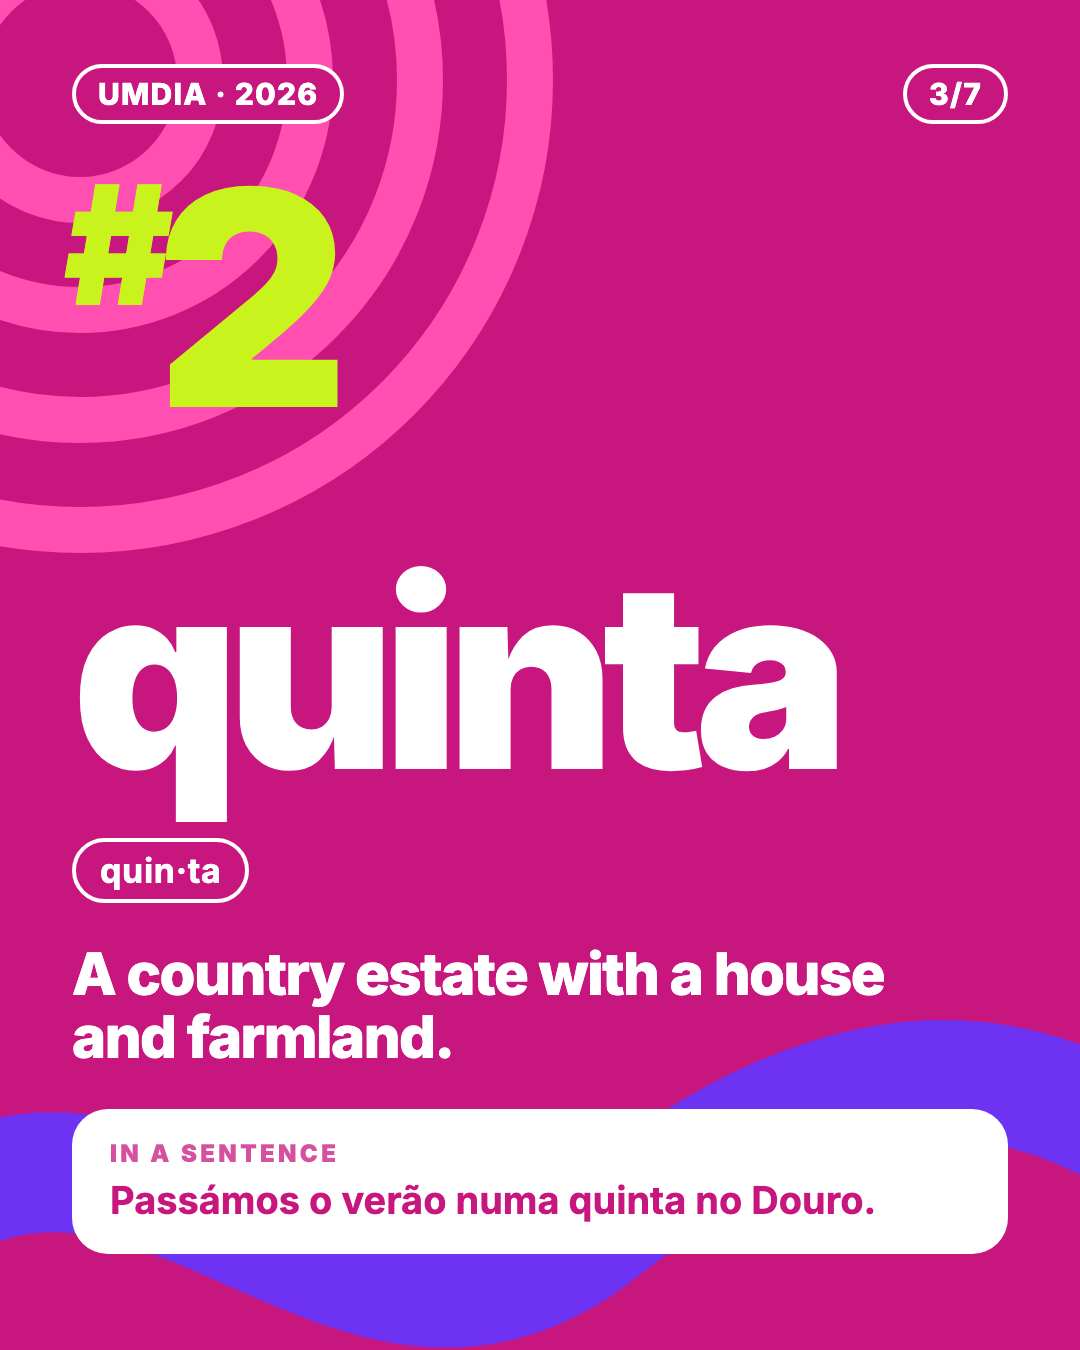 UMDIA · 2026
3/7
#2
quinta
quin·ta
A country estate with a house
and farmland.
IN A SENTENCE
Passámos o verão numa quinta no Douro.